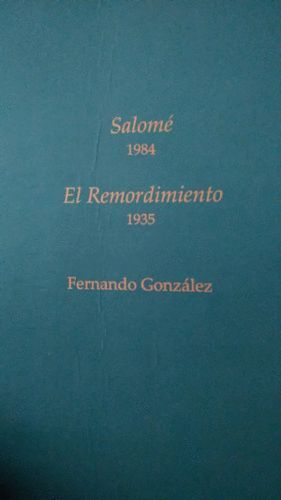 Salomé
1984
El Remordimiento
1935
Fernando González